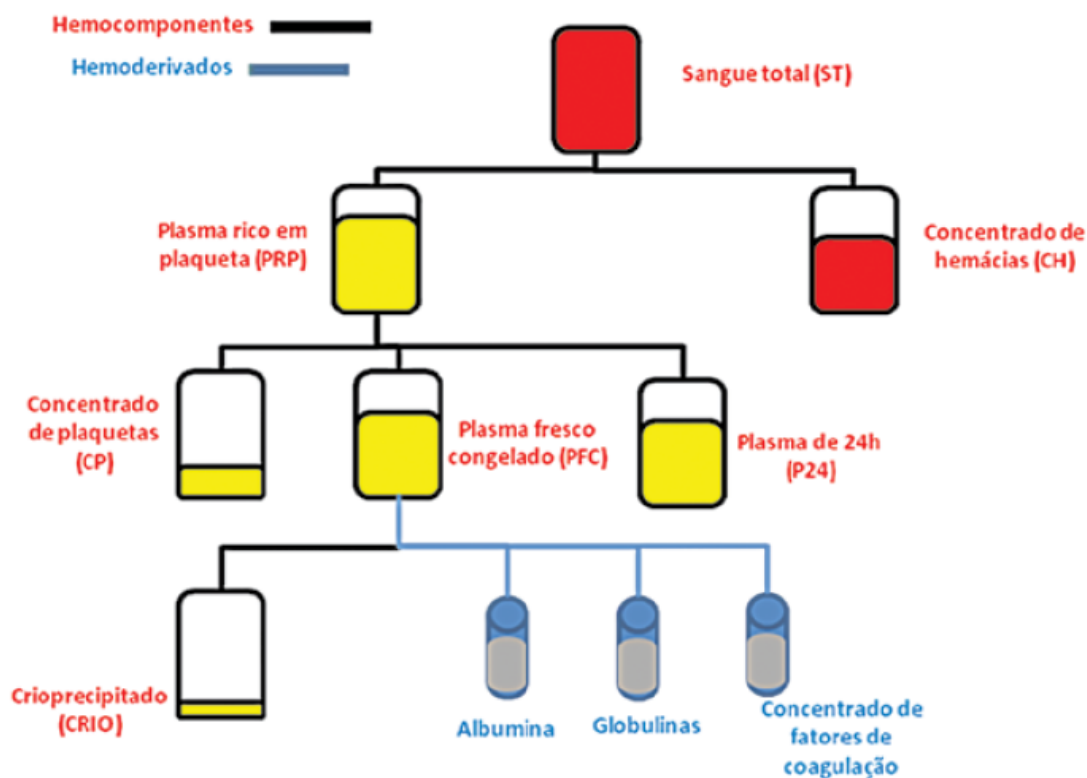 Hemocomponentes
Hemoderivados
Sangue total (ST)
Plasma rico em
plaqueta (PRP)
Concentrado de
hemácias (CH)
Concentrado
de plaquetas
(CP)
Plasma fresco
congelado (PFC)
Plasma de 24h
(P24)
Crioprecipitado
(CRIO)
Albumina
Globulinas
Concentrado de
fatores de
coagulação